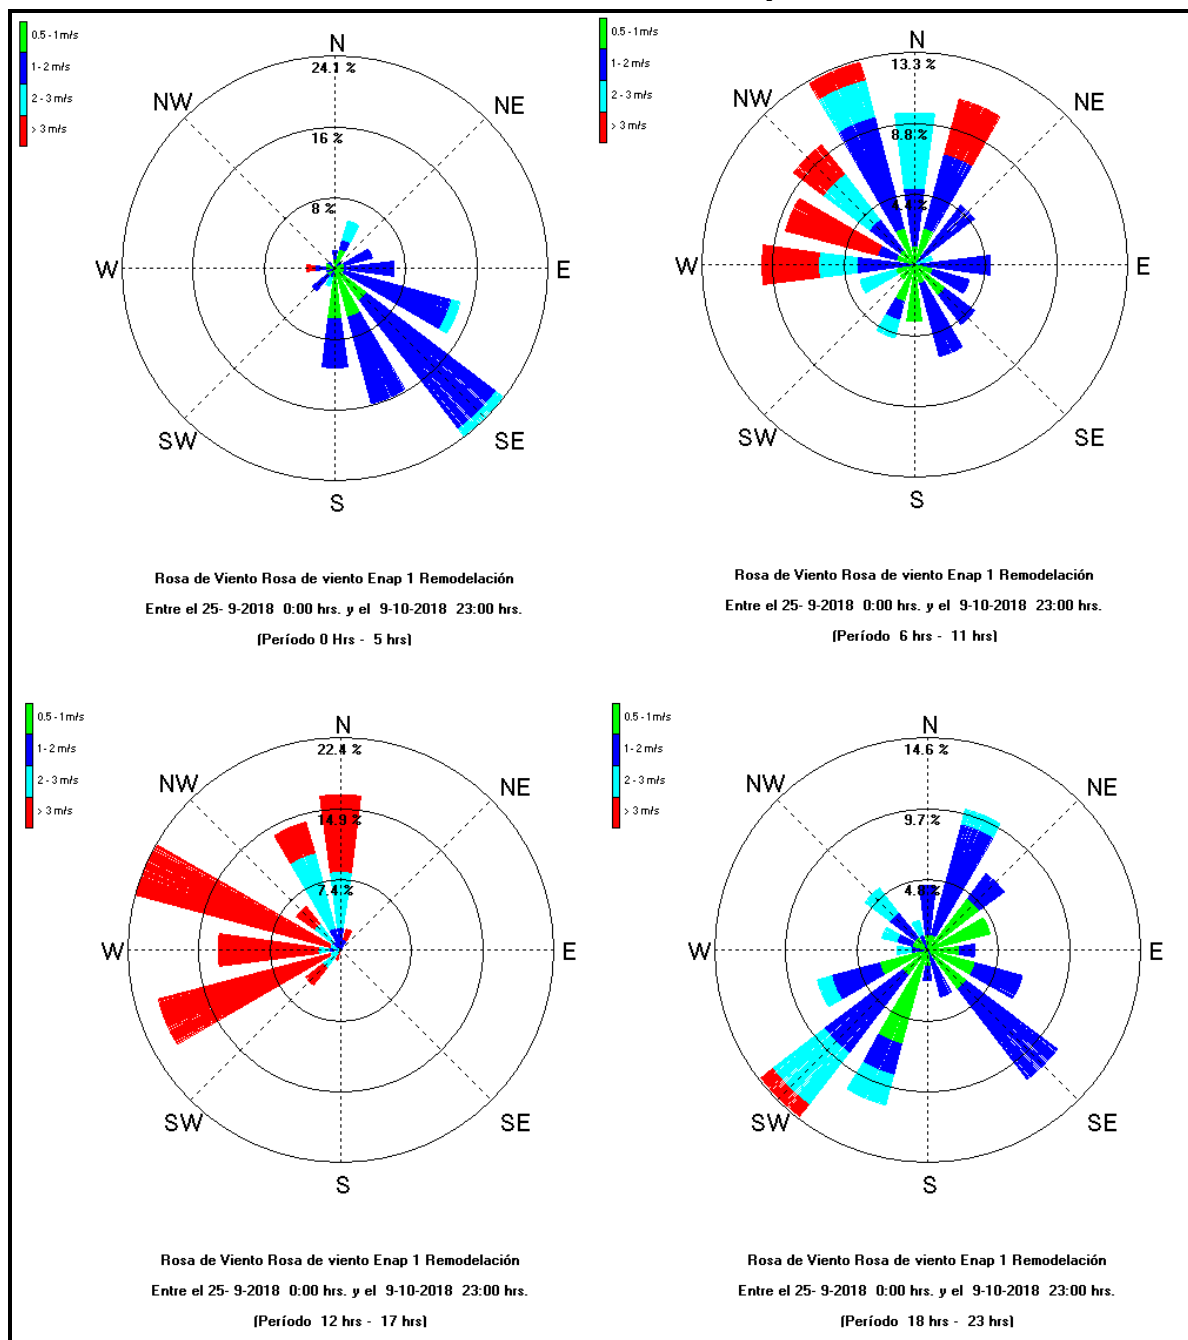 0.5 - 1m/s
1 - 2 m/s
2 - 3 m/s
> 3 m/s
N
24.1 %
NW
NE
16 %
8 %
W
E
SW
SE
S
Rosa de Viento Rosa de viento Enap 1 Remodelación
Entre el 25- 9-2018 0:00 hrs. y el 9-10-2018 23:00 hrs.
(Período 0 Hrs - 5 hrs)
0.5 - 1m/s
1 - 2 m/s
2 - 3 m/s
> 3 m/s
N
13.3 %
NW
NE
8.8 %
4.4 %
W
E
SW
SE
S
Rosa de Viento Rosa de viento Enap 1 Remodelación
Entre el 25- 9-2018 0:00 hrs. y el 9-10-2018 23:00 hrs.
(Período 6 hrs - 11 hrs)
0.5 - 1m/s
1 - 2 m/s
2 - 3 m/s
> 3 m/s
N
22.4 %
NW
NE
14.9 %
7.4 %
W
E
SW
SE
S
Rosa de Viento Rosa de viento Enap 1 Remodelación
Entre el 25- 9-2018 0:00 hrs. y el 9-10-2018 23:00 hrs.
(Período 12 hrs - 17 hrs)
0.5 - 1m/s
1 - 2 m/s
2 - 3 m/s
> 3 m/s
N
14.6 %
NW
NE
9.7 %
4.8 %
W
E
SW
SE
S
Rosa de Viento Rosa de viento Enap 1 Remodelación
Entre el 25- 9-2018 0:00 hrs. y el 9-10-2018 23:00 hrs.
(Período 18 hrs - 23 hrs)